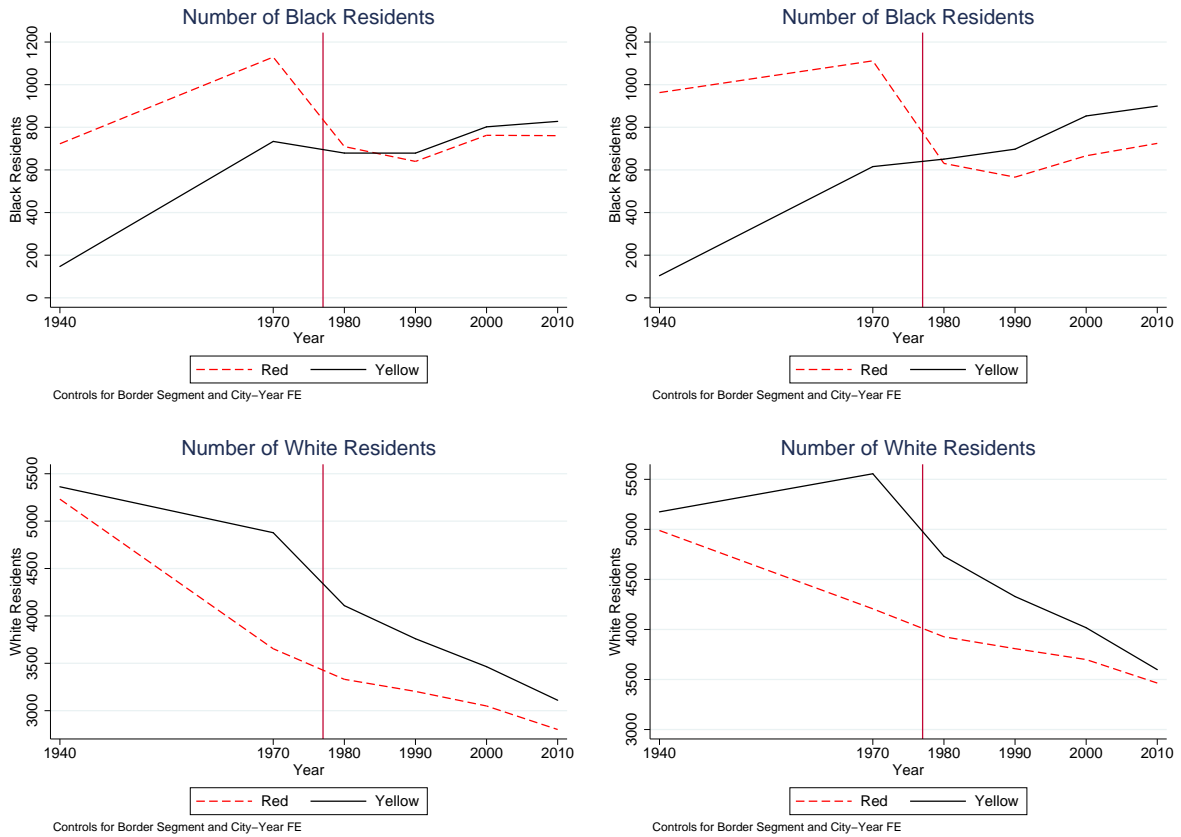 Number of Black Residents
Black Residents
1200
1000
800
600
400
200
0
1940
1970
1980
1990
2000
2010
Year
Red
Yellow
Controls for Border Segment and City−Year FE
Number of Black Residents
Black Residents
1200
1000
800
600
400
200
0
1940
1970
1980
1990
2000
2010
Year
Red
Yellow
Controls for Border Segment and City−Year FE
Number of White Residents
White Residents
5500
5000
4500
4000
3500
3000
1940
1970
1980
1990
2000
2010
Year
Red
Yellow
Controls for Border Segment and City−Year FE
Number of White Residents
White Residents
5500
5000
4500
4000
3500
3000
1940
1970
1980
1990
2000
2010
Year
Red
Yellow
Controls for Border Segment and City−Year FE